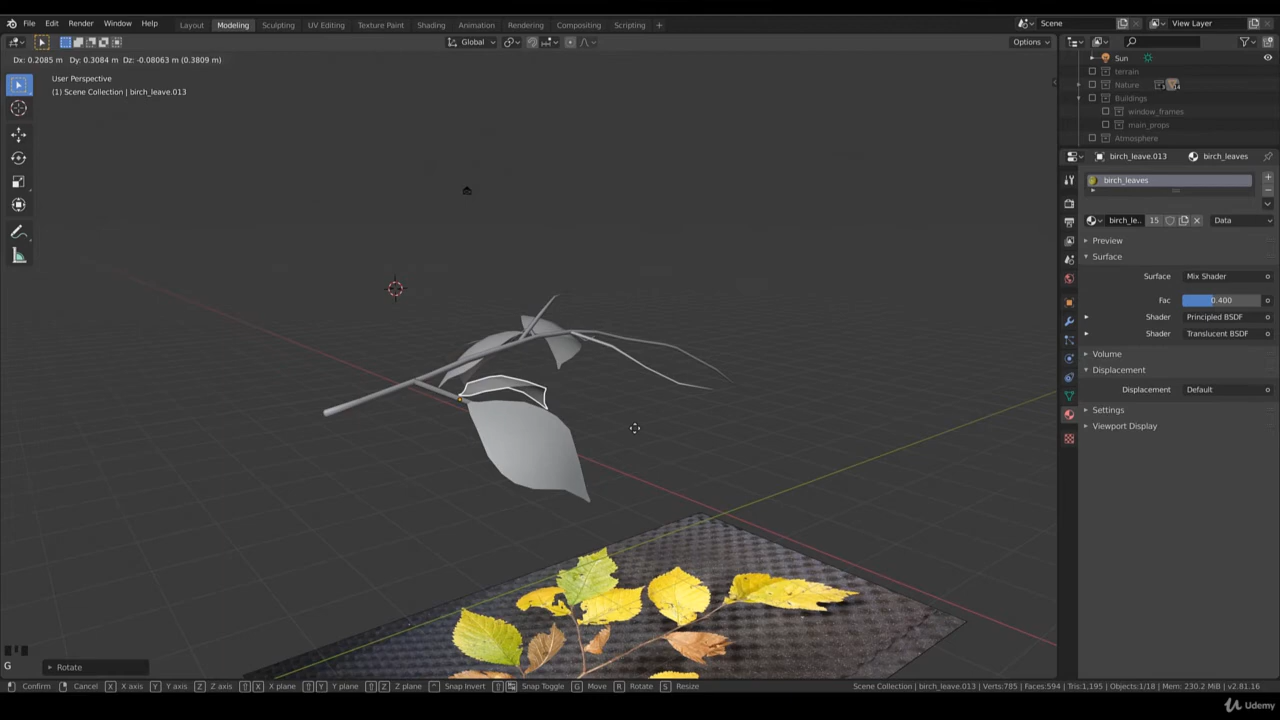 File Edit Render Window Help Layout Modeling Sculpting UV Editing Texture Paint Shading Animation Rendering Compositing Scripting + Scene View Layer
Global Options
Dx: 0.2085 m Dy: 0.3084 m Dz: -0.08063 m (0.3809 m)
User Perspective
(1) Scene Collection | birch_leave.013
Sun
terrain
Nature
Buildings
window_frames
main_props
Atmosphere
birch_leave.013 birch_leaves
birch_leaves
birch_le.. 15 Data
Preview
Surface
Surface Mix Shader
Fac 0.400
Shader Principled BSDF
Shader Translucent BSDF
Volume
Displacement
Displacement Default
Settings
Viewport Display
G
Rotate
Confirm Cancel X X axis Y Y axis Z Z axis X X plane Y Y plane Z Z plane ^ Snap Invert Snap Toggle G Move R Rotate S Resize Scene Collection | birch_leave.013 | Verts:785 | Faces:594 | Tris:1,195 | Objects:1/18 | Mem: 230.2 MiB | v2.81.16
Udemy